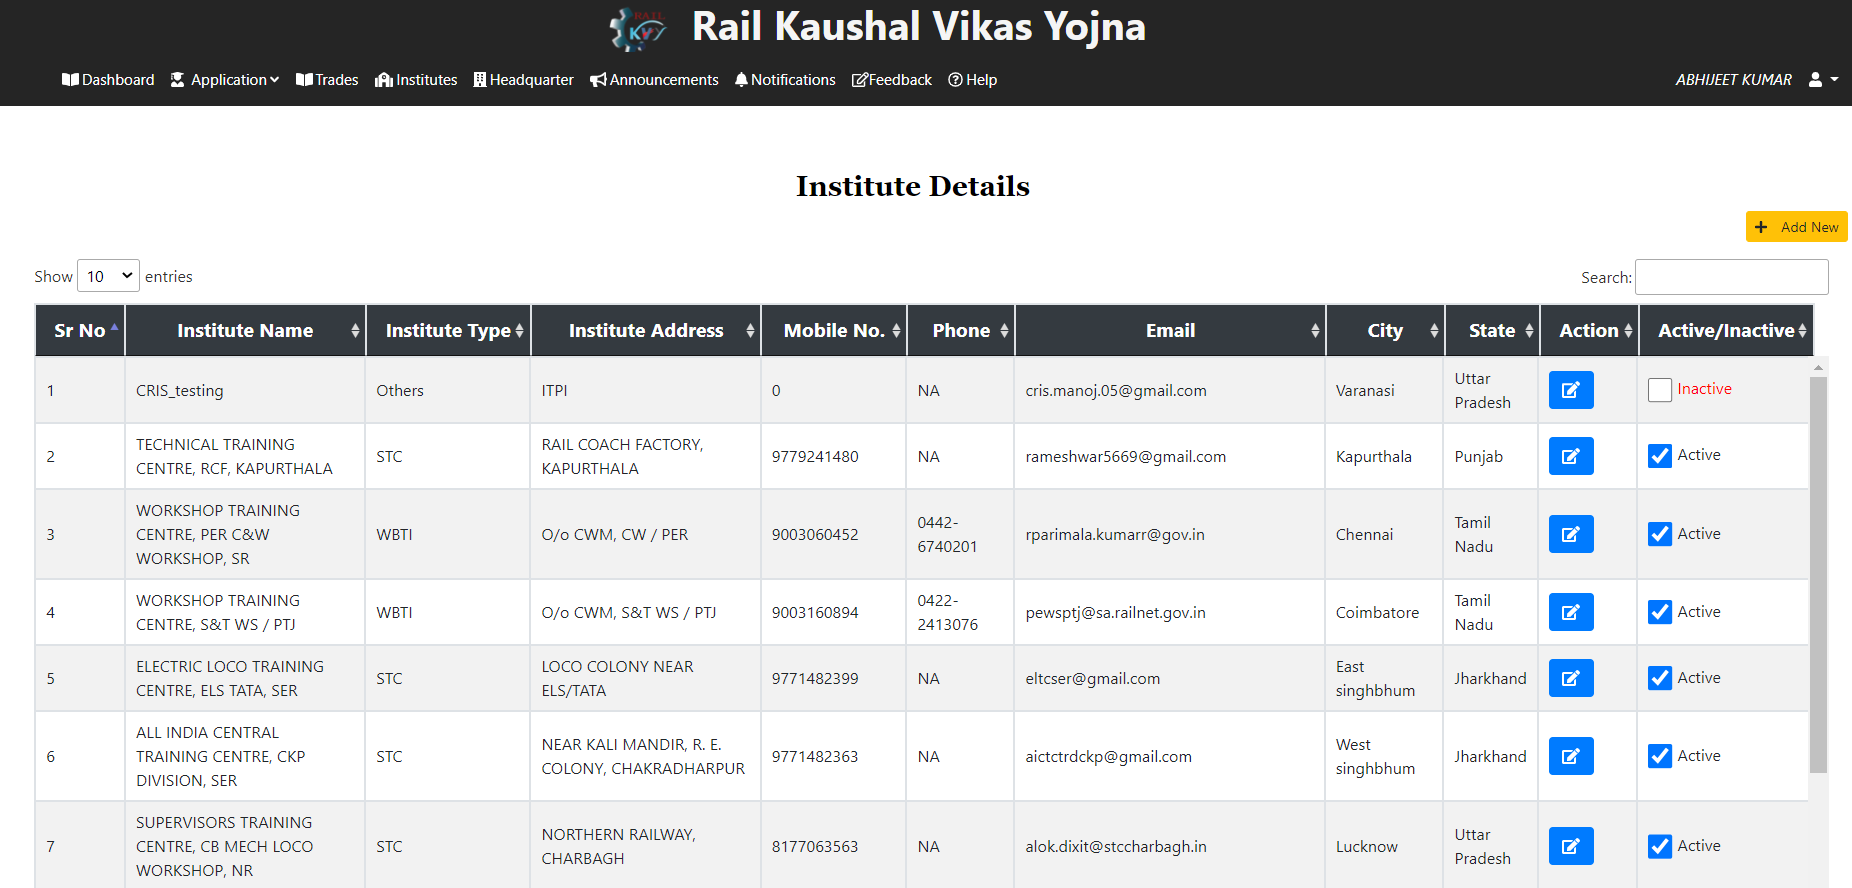 RAIL
KVY
Rail Kaushal Vikas Yojna
Dashboard Application Trades Institutes Headquarter Announcements Notifications Feedback Help ABHIJEET KUMAR
Institute Details
+ Add New
Show 10 entries Search:
Sr No Institute Name Institute Type Institute Address Mobile No. Phone Email City State Action Active/Inactive
1 CRIS_testing Others ITPI 0 NA cris.manoj.05@gmail.com Varanasi Uttar Inactive
Pradesh
2 TECHNICAL TRAINING STC RAIL COACH FACTORY, 9779241480 NA rameshwar5669@gmail.com Kapurthala Punjab Active
CENTRE, RCF, KAPURTHALA KAPURTHALA
3 WORKSHOP TRAINING WBTI O/o CWM, CW / PER 9003060452 0442- rparimala.kumarr@gov.in Chennai Tamil Active
CENTRE, PER C&W 6740201 Nadu
WORKSHOP, SR
4 WORKSHOP TRAINING WBTI O/o CWM, S&T WS / PTJ 9003160894 0422- pewsptj@sa.railnet.gov.in Coimbatore Tamil Active
CENTRE, S&T WS / PTJ 2413076 Nadu
5 ELECTRIC LOCO TRAINING STC LOCO COLONY NEAR 9771482399 NA eltcser@gmail.com East Jharkhand Active
CENTRE, ELS TATA, SER ELS/TATA singhbhum
6 ALL INDIA CENTRAL STC NEAR KALI MANDIR, R. E. 9771482363 NA aictctrdckp@gmail.com West Jharkhand Active
TRAINING CENTRE, CKP COLONY, CHAKRADHARPUR singhbhum
DIVISION, SER
7 SUPERVISORS TRAINING STC NORTHERN RAILWAY, 8177063563 NA alok.dixit@stccharbagh.in Lucknow Uttar Active
CENTRE, CB MECH LOCO CHARBAGH Pradesh
WORKSHOP, NR